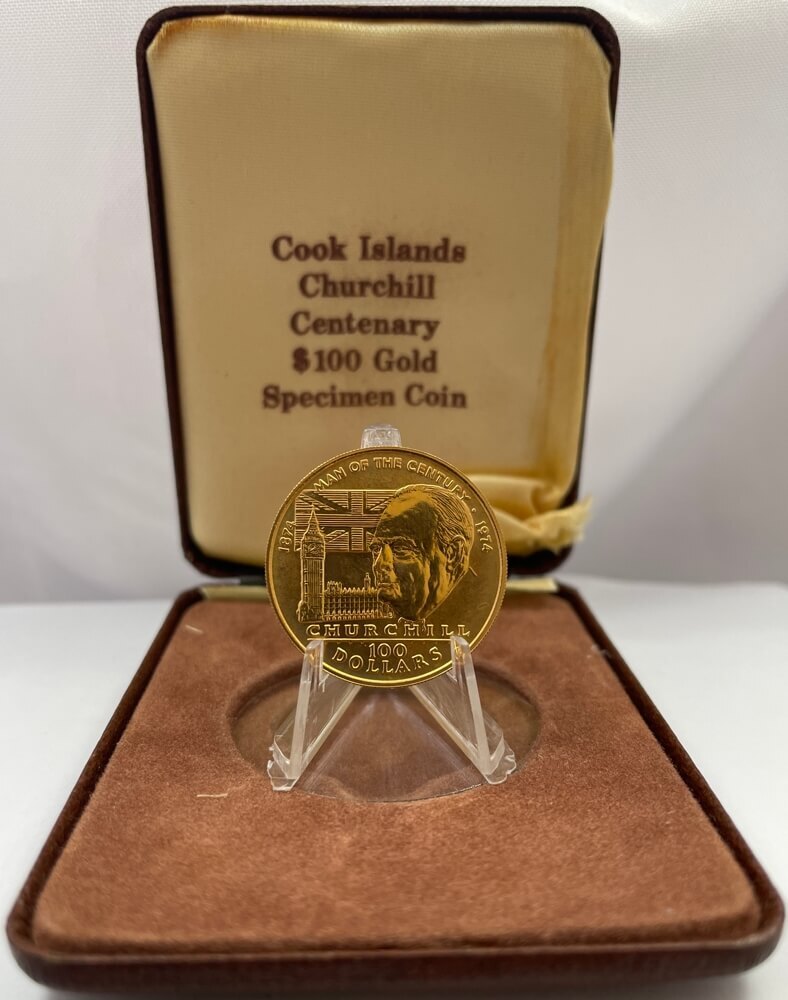 Cook Islands
Churchill
Centenary
$100 Gold
Specimen Coin
MAN OF THE CENTURY
1874 · 1974
CHURCHILL
100
DOLLARS